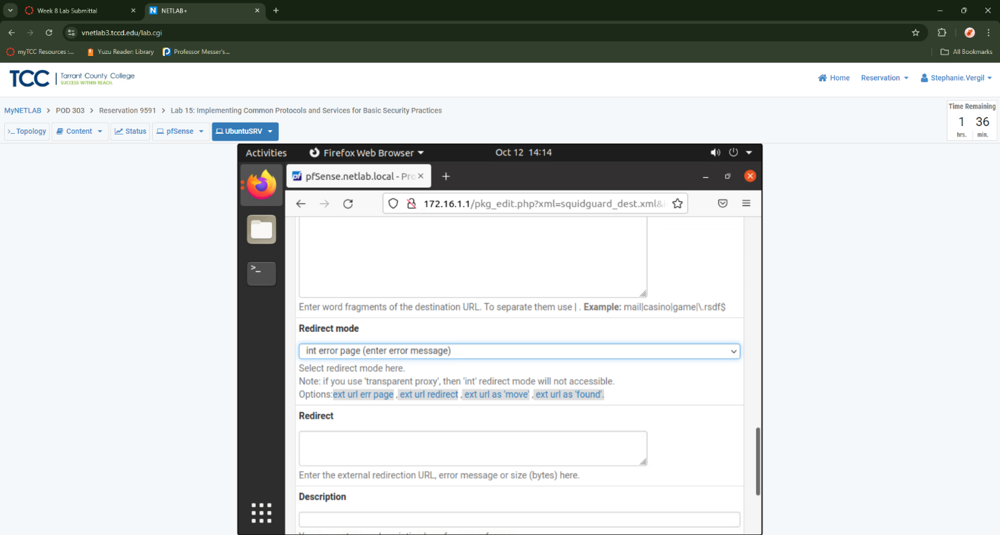 Week 8 Lab Submittal
NETLAB+
vnetlab3.tccd.edu/lab.cgi
myTCC Resources :...
Yuzu Reader: Library
Professor Messer's...
All Bookmarks
TCC
Tarrant County College
SUCCESS WITHIN REACH.
Home
Reservation
Stephanie.Vergil
MyNETLAB > POD 303 > Reservation 9591 > Lab 15: Implementing Common Protocols and Services for Basic Security Practices
Time Remaining
1 36
hrs. min.
>_ Topology
Content
Status
pfSense
UbuntuSRV
Activities
Firefox Web Browser
Oct 12 14:14
pfSense.netlab.local - Pro
172.16.1.1/pkg_edit.php?xml=squidguard_dest.xml&
Enter word fragments of the destination URL. To separate them use | . Example: mail|casino|game|\.rsdf$
Redirect mode
int error page (enter error message)
Select redirect mode here.
Note: if you use 'transparent proxy', then 'int' redirect mode will not accessible.
Options:ext url err page , ext url redirect , ext url as 'move' , ext url as 'found'.
Redirect
Enter the external redirection URL, error message or size (bytes) here.
Description